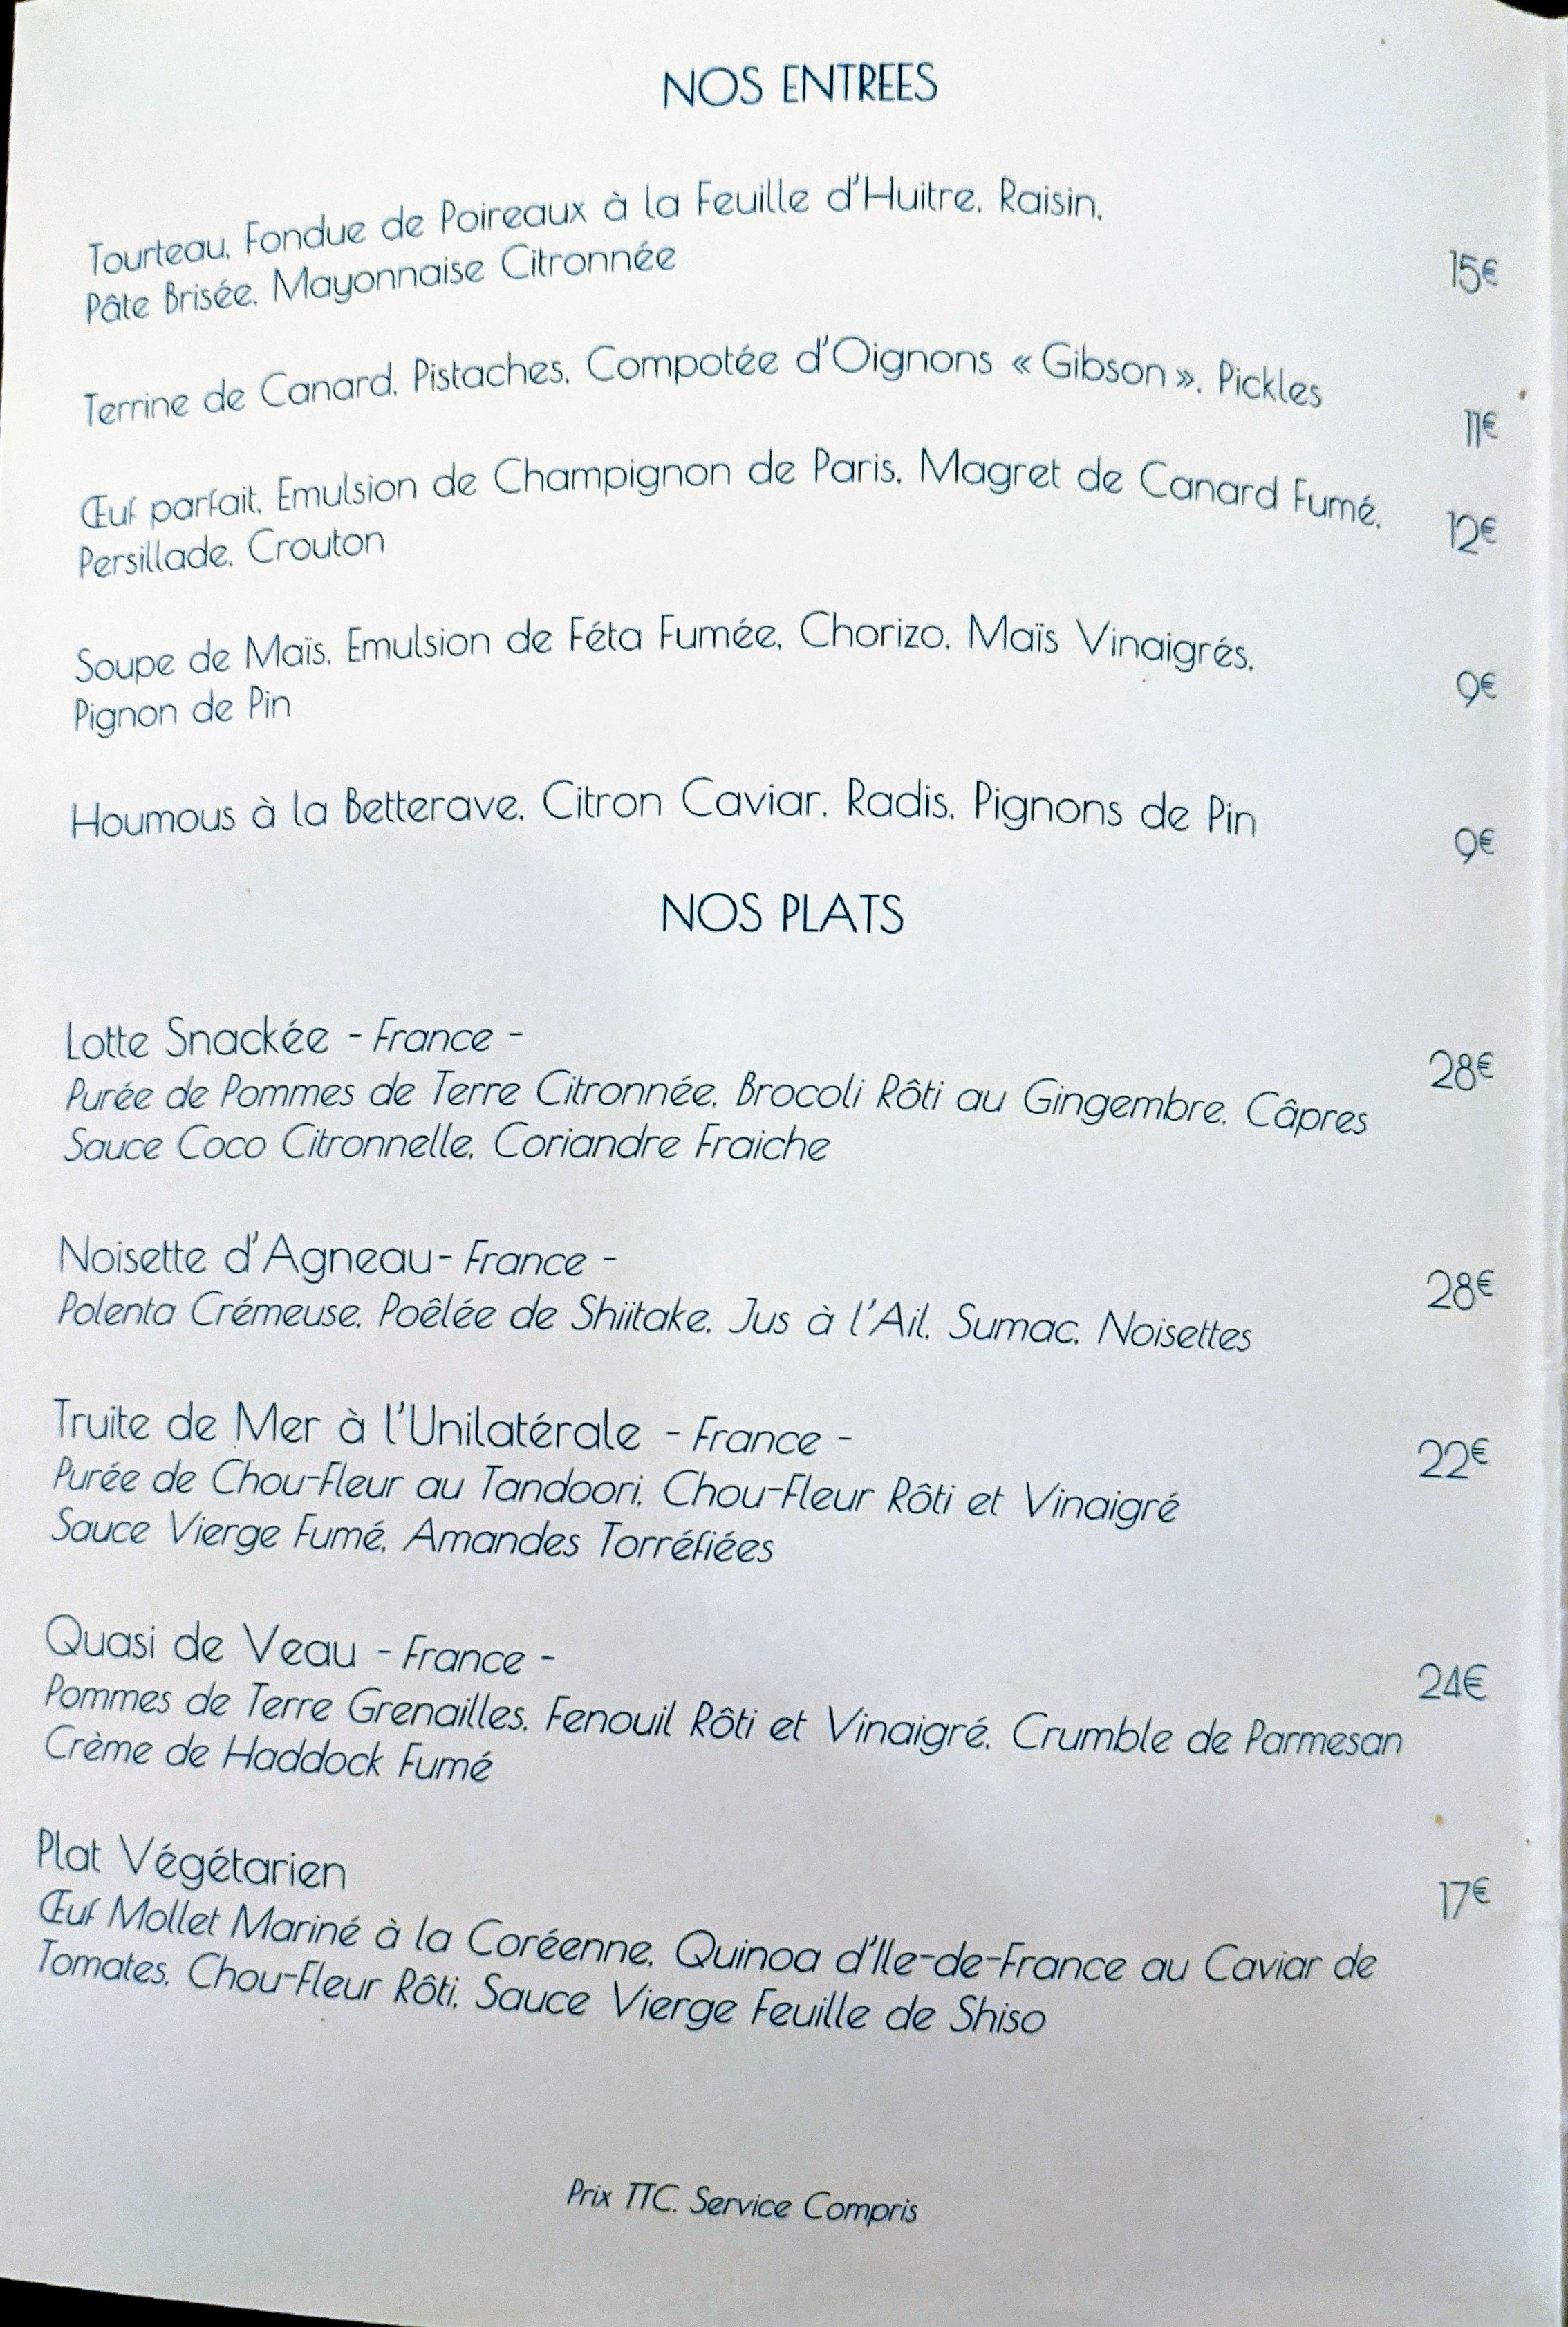 NOS ENTREES
Tourteau, Fondue de Poireaux à la Feuille d'Huitre, Raisin,
Pâte Brisée, Mayonnaise Citronnée
15€
Terrine de Canard, Pistaches, Compotée d'Oignons « Gibson », Pickles
11€
Œuf parfait, Emulsion de Champignon de Paris, Magret de Canard Fumé,
12€
Persillade, Crouton
Soupe de Maïs, Emulsion de Féta Fumée, Chorizo, Maïs Vinaigrés,
Pignon de Pin
9€
Houmous à la Betterave, Citron Caviar, Radis, Pignons de Pin
9€
NOS PLATS
Lotte Snackée - France -
28€
Purée de Pommes de Terre Citronnée, Brocoli Rôti au Gingembre, Câpres
Sauce Coco Citronnelle, Coriandre Fraiche
Noisette d'Agneau- France -
28€
Polenta Crémeuse, Poêlée de Shiitake, Jus à l'Ail, Sumac, Noisettes
Truite de Mer à l'Unilatérale - France -
22€
Purée de Chou-Fleur au Tandoori, Chou-Fleur Rôti et Vinaigré
Sauce Vierge Fumé, Amandes Torréfiées
Quasi de Veau - France -
24€
Pommes de Terre Grenailles, Fenouil Rôti et Vinaigré, Crumble de Parmesan
Crème de Haddock Fumé
Plat Végétarien
17€
Œuf Mollet Mariné à la Coréenne, Quinoa d'Ile-de-France au Caviar de
Tomates, Chou-Fleur Rôti, Sauce Vierge Feuille de Shiso
Prix TTC. Service Compris